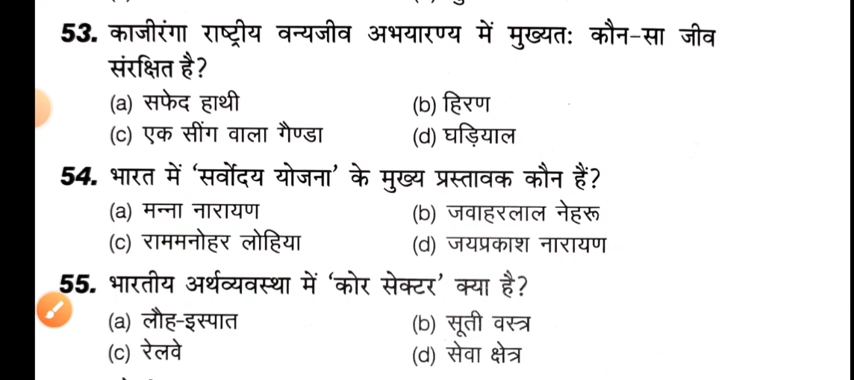 53. काजीरंगा राष्ट्रीय वन्यजीव अभयारण्य में मुख्यतः कौन-सा जीव
संरक्षित है?
(a) सफेद हाथी (b) हिरण
(c) एक सींग वाला गैण्डा (d) घड़ियाल
54. भारत में ‘सर्वोदय योजना’ के मुख्य प्रस्तावक कौन हैं?
(a) मन्ना नारायण (b) जवाहरलाल नेहरू
(c) राममनोहर लोहिया (d) जयप्रकाश नारायण
55. भारतीय अर्थव्यवस्था में ‘कोर सेक्टर’ क्या है?
(a) लौह-इस्पात (b) सूती वस्त्र
(c) रेलवे (d) सेवा क्षेत्र